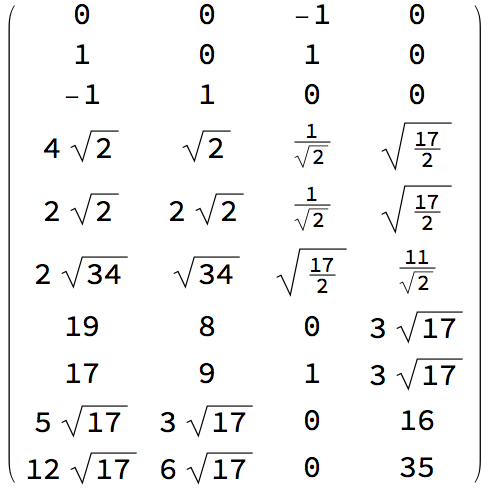 0 0 -1 0
1 0 1 0
-1 1 0 0
4 √2 √2 1/√2 √(17/2)
2 √2 2 √2 1/√2 √(17/2)
2 √34 √34 √(17/2) 11/√2
19 8 0 3 √17
17 9 1 3 √17
5 √17 3 √17 0 16
12 √17 6 √17 0 35